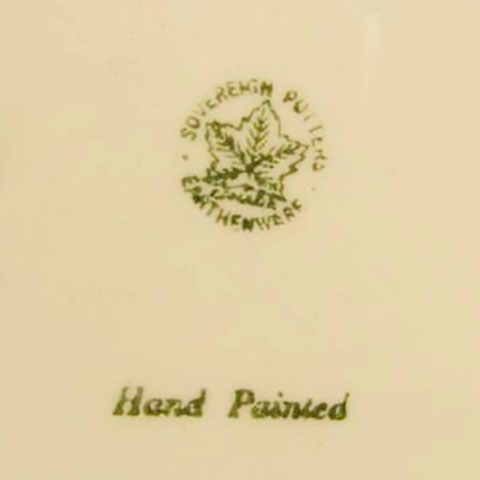 SOVEREIGN POTTERS
Canada
EARTHENWARE
Hand Painted